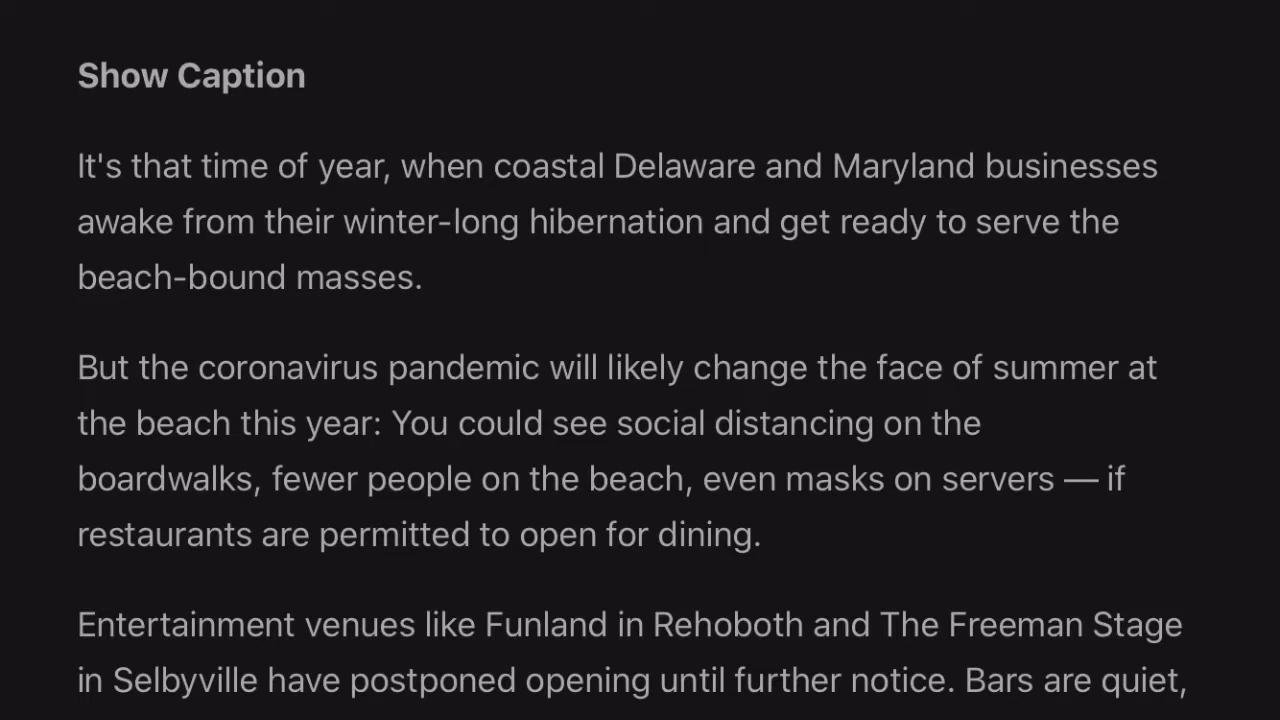 Show Caption
It's that time of year, when coastal Delaware and Maryland businesses
awake from their winter-long hibernation and get ready to serve the
beach-bound masses.
But the coronavirus pandemic will likely change the face of summer at
the beach this year: You could see social distancing on the
boardwalks, fewer people on the beach, even masks on servers — if
restaurants are permitted to open for dining.
Entertainment venues like Funland in Rehoboth and The Freeman Stage
in Selbyville have postponed opening until further notice. Bars are quiet,